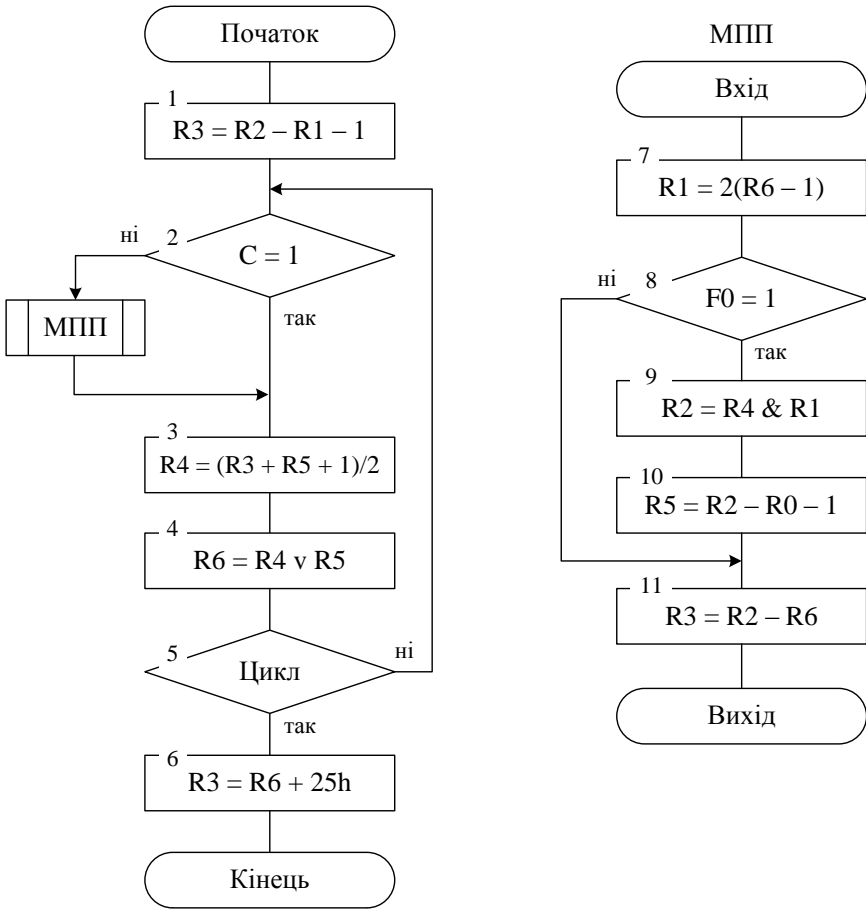 Початок
1
R3 = R2 – R1 – 1
ні
2
C = 1
МПП
так
3
R4 = (R3 + R5 + 1)/2
4
R6 = R4 v R5
5
Цикл
ні
так
6
R3 = R6 + 25h
Кінець
МПП
Вхід
7
R1 = 2(R6 – 1)
ні
8
F0 = 1
так
9
R2 = R4 & R1
10
R5 = R2 – R0 – 1
11
R3 = R2 – R6
Вихід